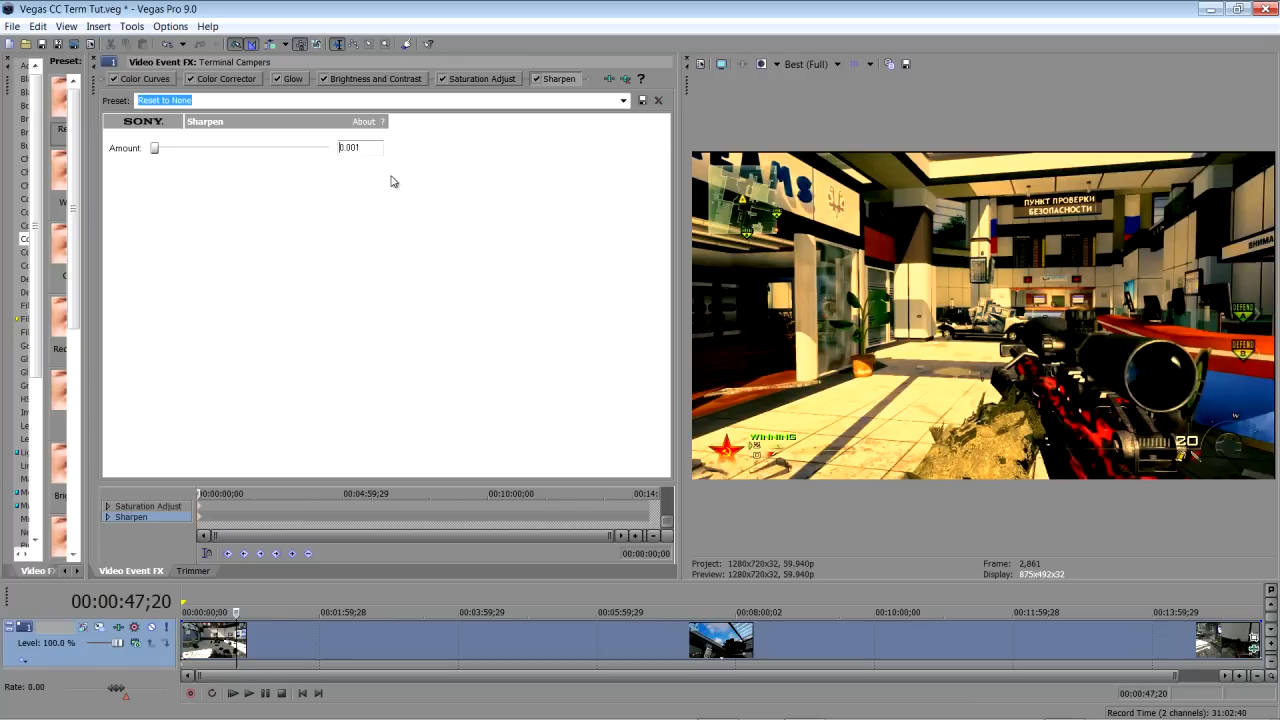 Vegas CC Term Tut.veg * - Vegas Pro 9.0
File Edit View Insert Tools Options Help
Preset:
Video Event FX: Terminal Campers
Color Curves Color Corrector Glow Brightness and Contrast Saturation Adjust Sharpen
Preset: Reset to None
SONY. Sharpen About ?
Amount: 0.001
Best (Full)
ПУНКТ ПРОВЕРКИ
БЕЗОПАСНОСТИ
DEFEND
DEFEND
WINNING
20
00:00:00;00 00:04:59;29 00:10:00;00 00:14:
Saturation Adjust
Sharpen
00:00:00;00
Video F
Video Event FX Trimmer
Project: 1280x720x32, 59.940p
Preview: 1280x720x32, 59.940p
Frame: 2,861
Display: 875x492x32
00:00:47;20
00:00:00;00 00:01:59;28 00:03:59;29 00:05:59;29 00:08:00;02 00:10:00;00 00:11:59;28 00:13:59;29
1
Level: 100.0 %
Rate: 0.00
00:00:47;20
Record Time (2 channels): 31:02:40